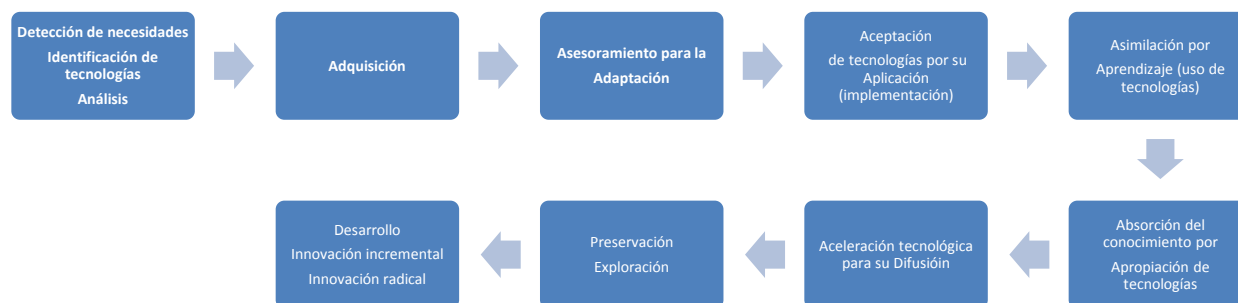 Detección de necesidades
Identificación de
tecnologías
Análisis
Adquisición
Asesoramiento para la
Adaptación
Aceptación
de tecnologías por su
Aplicación
(implementación)
Asimilación por
Aprendizaje (uso de
tecnologías)
Absorción del
conocimiento por
Apropiación de
tecnologías
Aceleración tecnológica
para su Difusióin
Preservación
Exploración
Desarrollo
Innovación incremental
Innovación radical